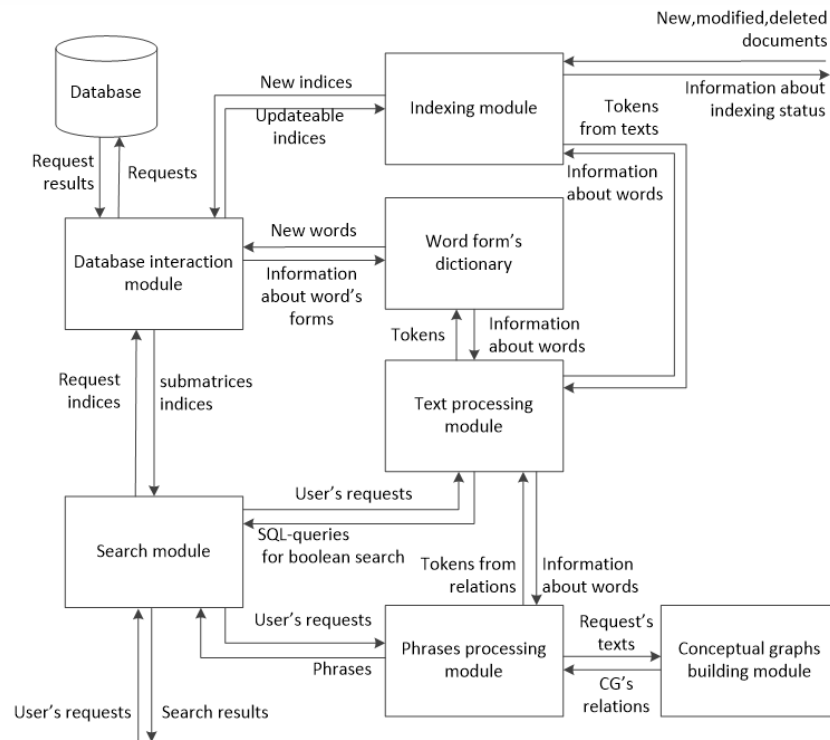 New,modified,deleted
documents
Information about
indexing status
Database
New indices
Updateable
indices
Indexing module
Tokens
from texts
Information
about words
Request
results
Requests
Database interaction
module
New words
Information
about word's
forms
Word form's
dictionary
Tokens
Information
about words
Request
indices
submatrices
indices
Text processing
module
User's requests
SQL-queries
for boolean search
Search module
Tokens from
relations
Information
about words
User's requests
Phrases
Phrases processing
module
Request's
texts
CG's
relations
Conceptual graphs
building module
User's requests
Search results